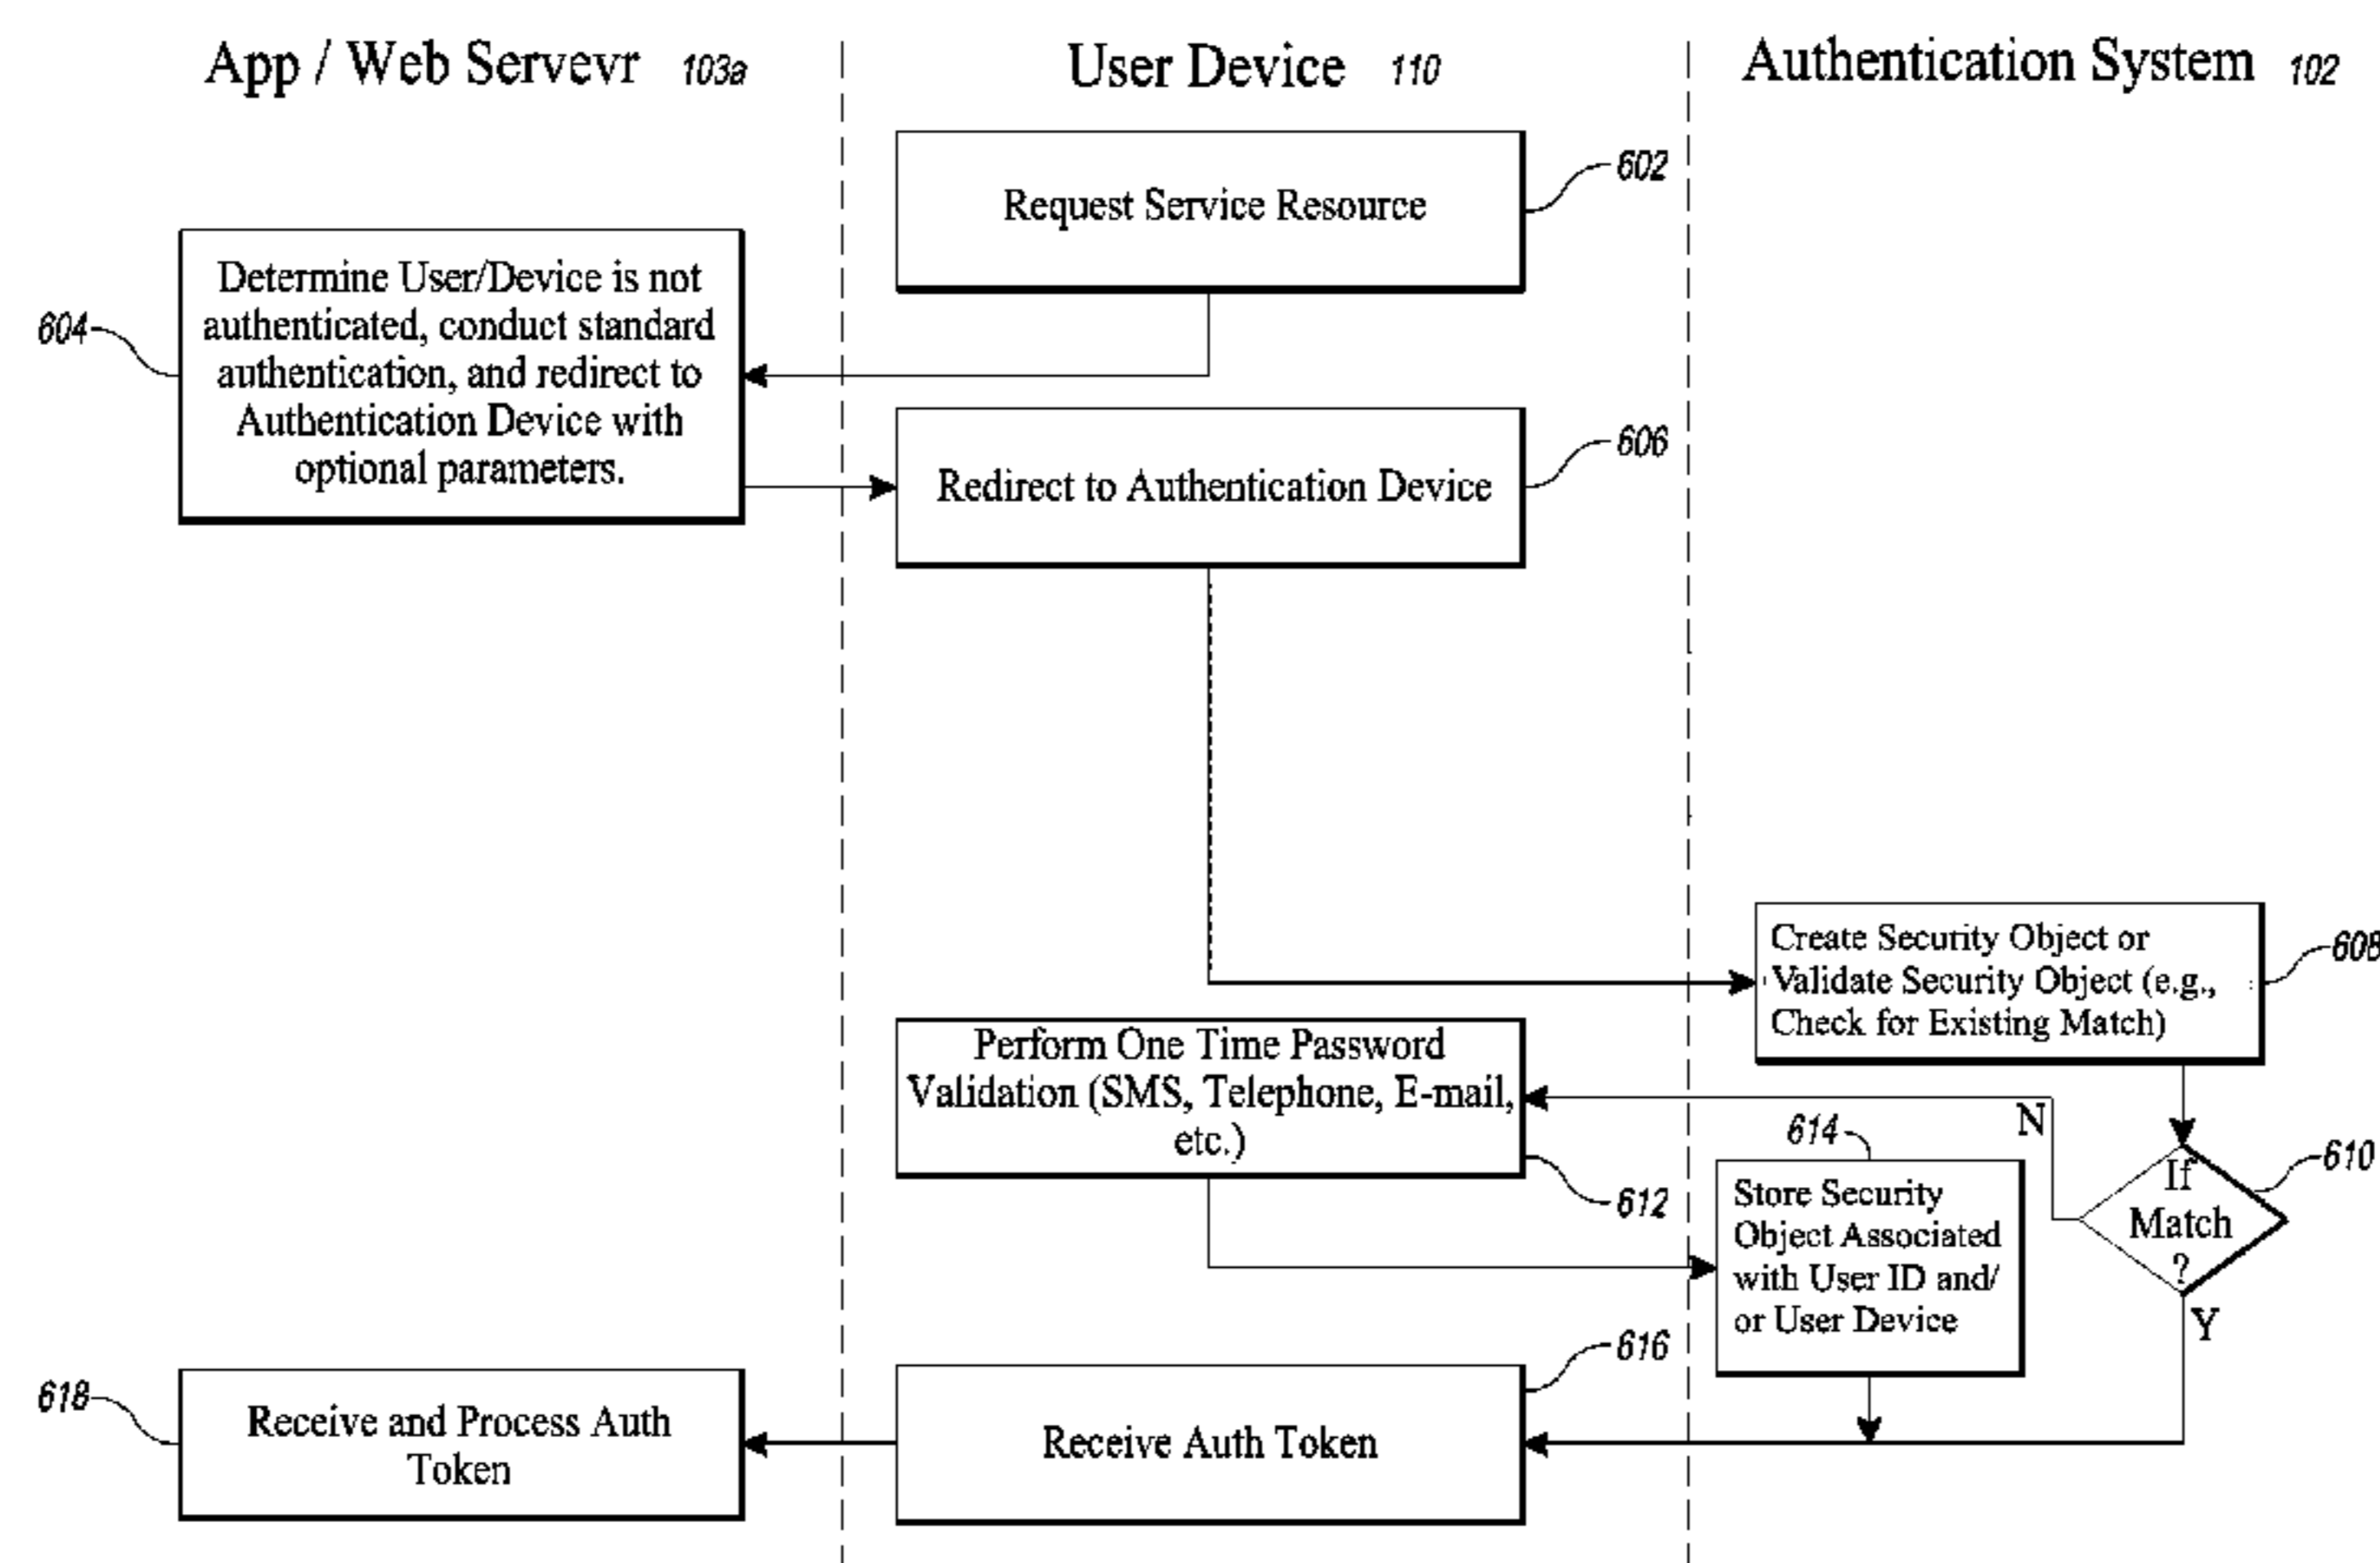 App / Web Servevr 103a
User Device 110
Authentication System 102
Request Service Resource
602
Determine User/Device is not
authenticated, conduct standard
authentication, and redirect to
Authentication Device with
optional parameters.
604
Redirect to Authentication Device
606
Create Security Object or
Validate Security Object (e.g.,
Check for Existing Match)
608
Perform One Time Password
Validation (SMS, Telephone, E-mail,
etc.)
612
N
If
Match
?
610
Y
614
Store Security
Object Associated
with User ID and/
or User Device
Receive Auth Token
616
Receive and Process Auth
Token
618